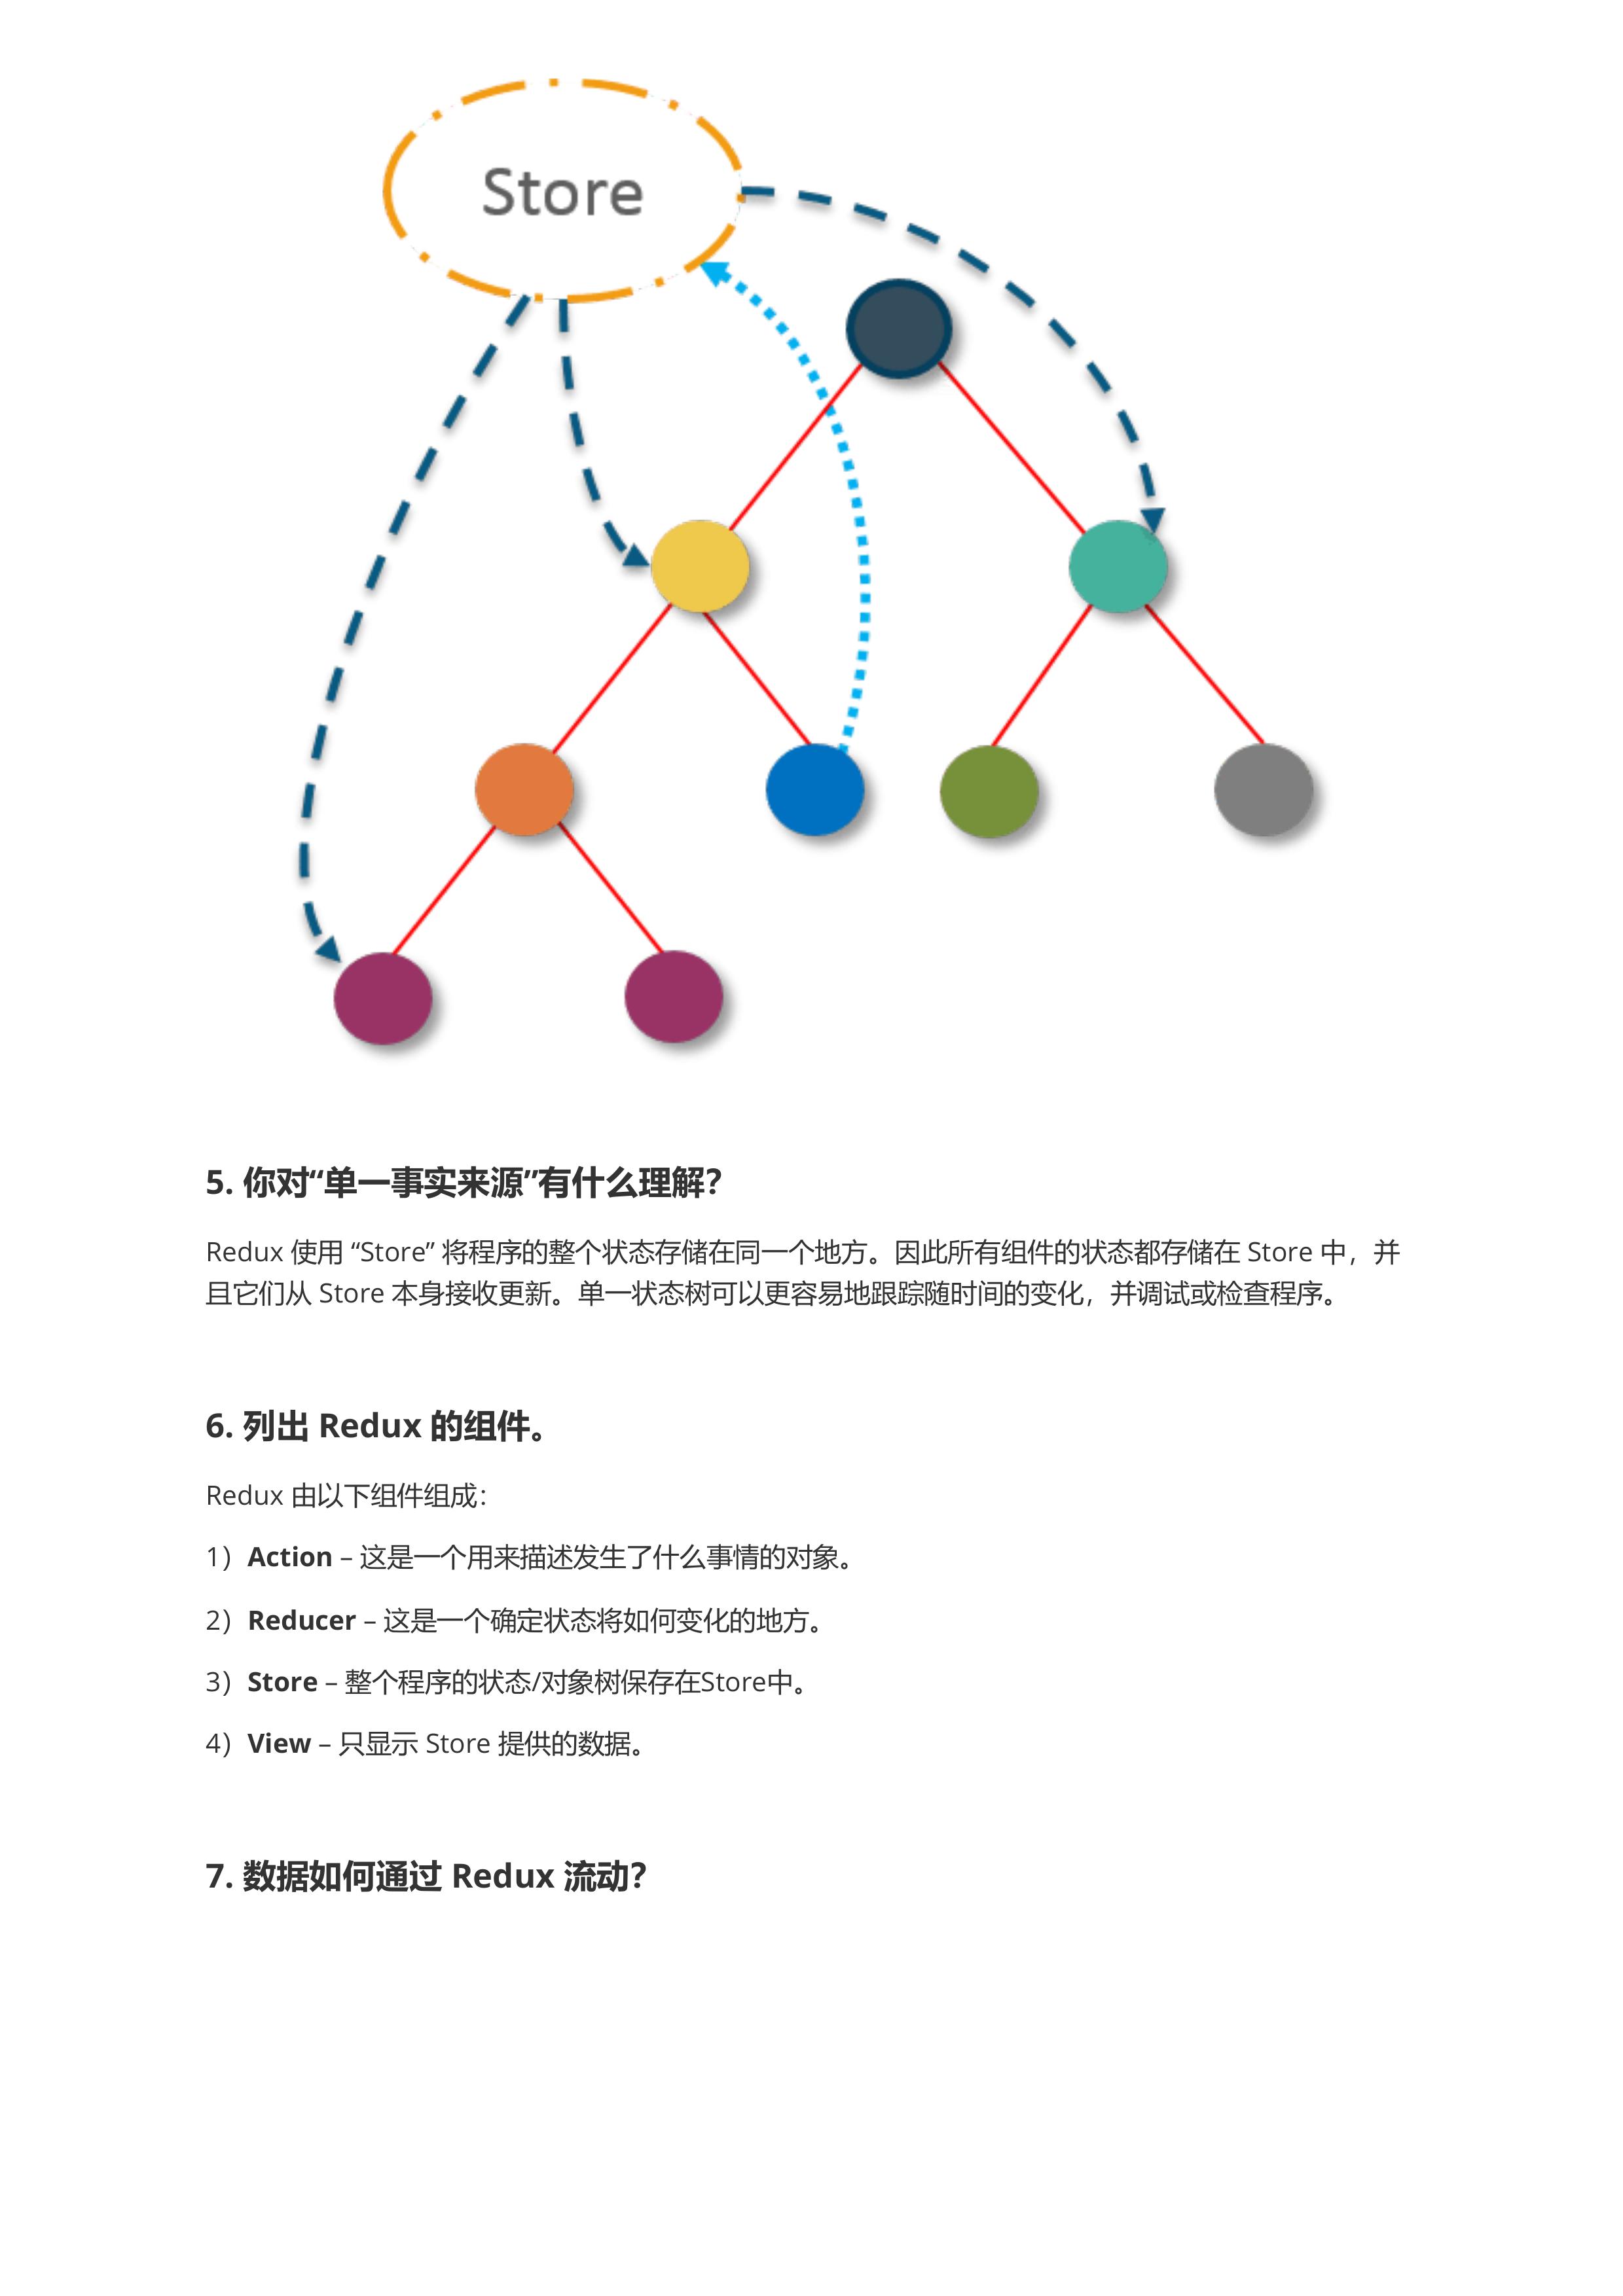 Store
5. 你对“单一事实来源”有什么理解？
Redux 使用 “Store” 将程序的整个状态存储在同一个地方。因此所有组件的状态都存储在 Store 中，并
且它们从 Store 本身接收更新。单一状态树可以更容易地跟踪随时间的变化，并调试或检查程序。
6. 列出 Redux 的组件。
Redux 由以下组件组成：
1）Action – 这是一个用来描述发生了什么事情的对象。
2）Reducer – 这是一个确定状态将如何变化的地方。
3）Store – 整个程序的状态/对象树保存在Store中。
4）View – 只显示 Store 提供的数据。
7. 数据如何通过 Redux 流动？